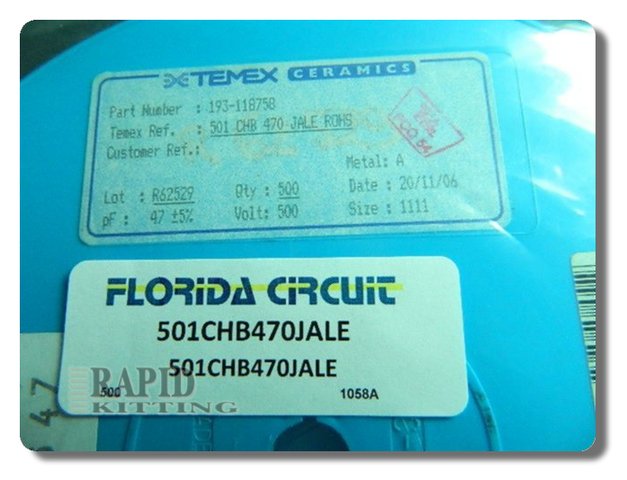 TEMEX CERAMICS
Part Number : 193-118758
Temex Ref. : 501 CHB 470 JALE ROHS
Customer Ref.:
Metal: A
Lot : R62529 Qty : 500 Date : 20/11/06
pF : 47 ±5% Volt: 500 Size : 1111
FLORIDA CIRCUIT
501CHB470JALE
501CHB470JALE
500 1058A
RAPID
KITTING
47